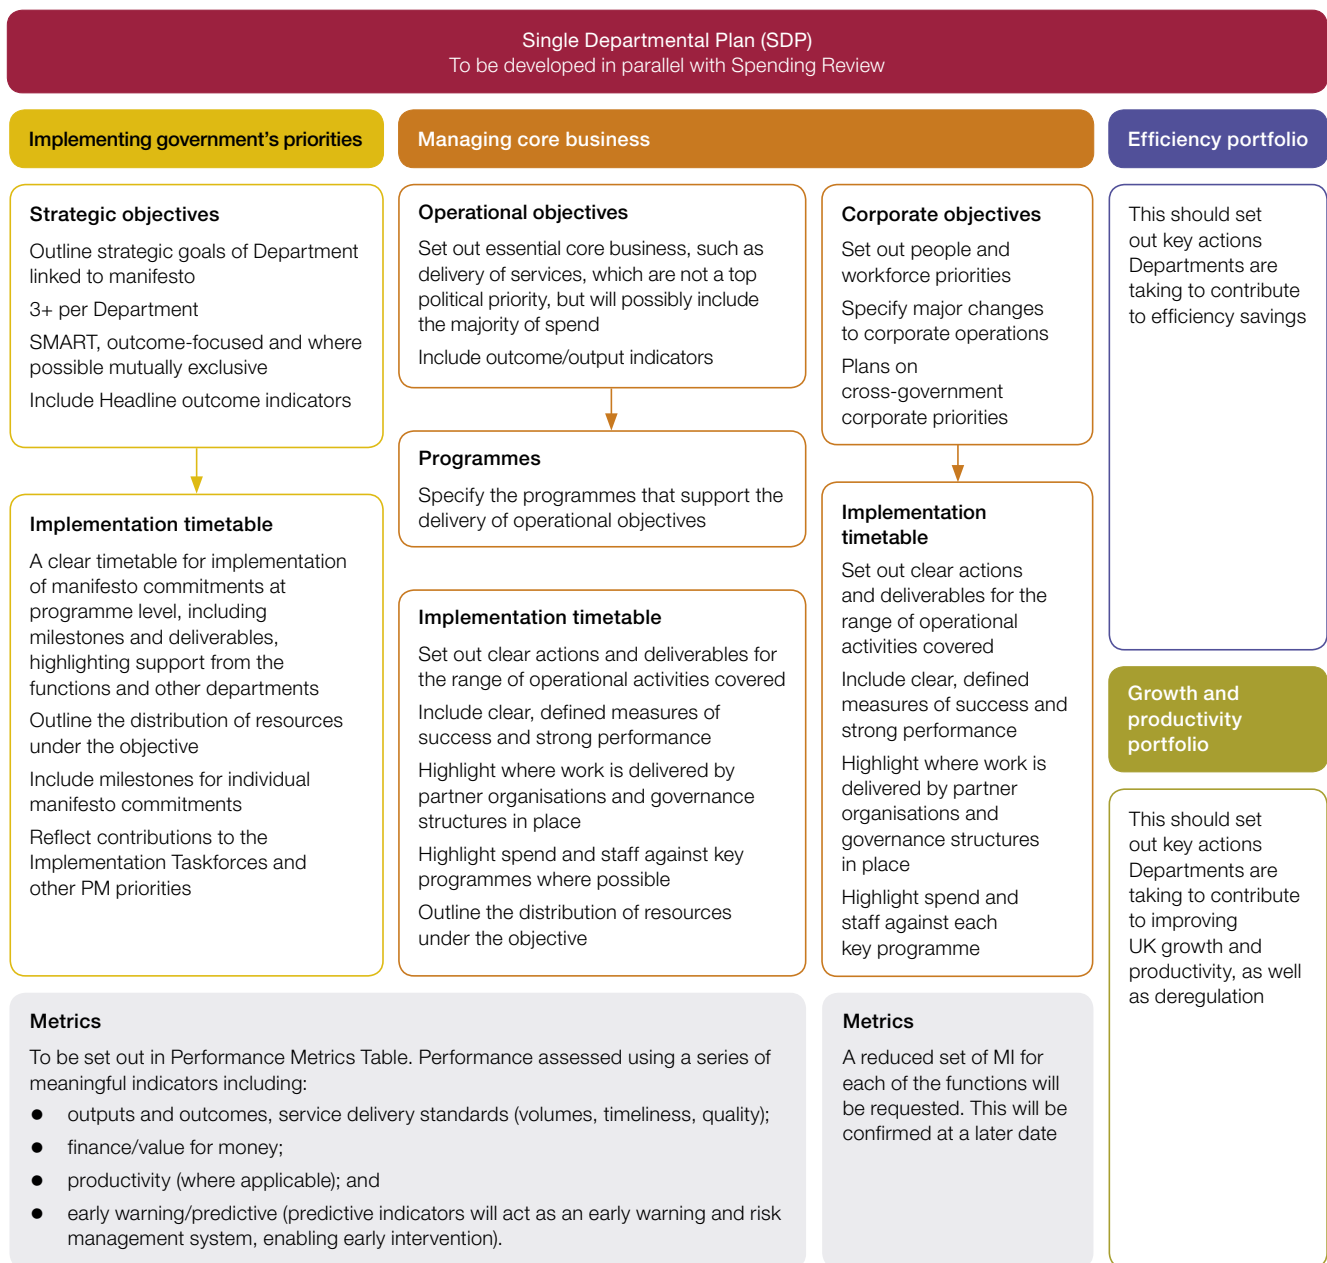 Single Departmental Plan (SDP)
To be developed in parallel with Spending Review
Implementing government's priorities
Strategic objectives
Outline strategic goals of Department
linked to manifesto
3+ per Department
SMART, outcome-focused and where
possible mutually exclusive
Include Headline outcome indicators
Implementation timetable
A clear timetable for implementation
of manifesto commitments at
programme level, including
milestones and deliverables,
highlighting support from the
functions and other departments
Outline the distribution of resources
under the objective
Include milestones for individual
manifesto commitments
Reflect contributions to the
Implementation Taskforces and
other PM priorities
Managing core business
Operational objectives
Set out essential core business, such as
delivery of services, which are not a top
political priority, but will possibly include
the majority of spend
Include outcome/output indicators
Programmes
Specify the programmes that support the
delivery of operational objectives
Implementation timetable
Set out clear actions and deliverables for
the range of operational activities covered
Include clear, defined measures of
success and strong performance
Highlight where work is delivered by
partner organisations and governance
structures in place
Highlight spend and staff against key
programmes where possible
Outline the distribution of resources
under the objective
Corporate objectives
Set out people and
workforce priorities
Specify major changes
to corporate operations
Plans on
cross-government
corporate priorities
Implementation
timetable
Set out clear actions
and deliverables for the
range of operational
activities covered
Include clear, defined
measures of success and
strong performance
Highlight where work is
delivered by partner
organisations and
governance structures
in place
Highlight spend and
staff against each
key programme
Metrics
To be set out in Performance Metrics Table. Performance assessed using a series of
meaningful indicators including:
● outputs and outcomes, service delivery standards (volumes, timeliness, quality);
● finance/value for money;
● productivity (where applicable); and
● early warning/predictive (predictive indicators will act as an early warning and risk
management system, enabling early intervention).
Metrics
A reduced set of MI for
each of the functions will
be requested. This will be
confirmed at a later date
Efficiency portfolio
This should set
out key actions
Departments are
taking to contribute
to efficiency savings
Growth and
productivity
portfolio
This should set
out key actions
Departments are
taking to contribute
to improving
UK growth and
productivity, as well
as deregulation